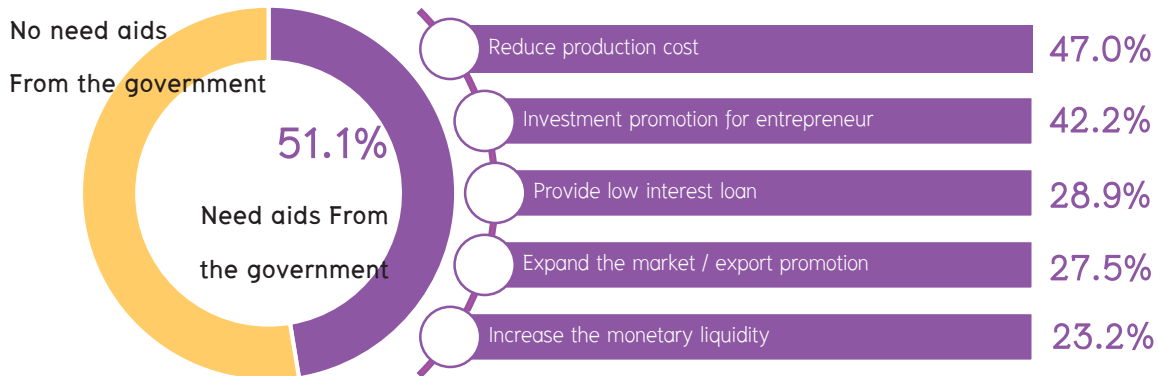 No need aids
From the government
51.1%
Need aids From
the government
Reduce production cost
47.0%
Investment promotion for entrepreneur
42.2%
Provide low interest loan
28.9%
Expand the market / export promotion
27.5%
Increase the monetary liquidity
23.2%